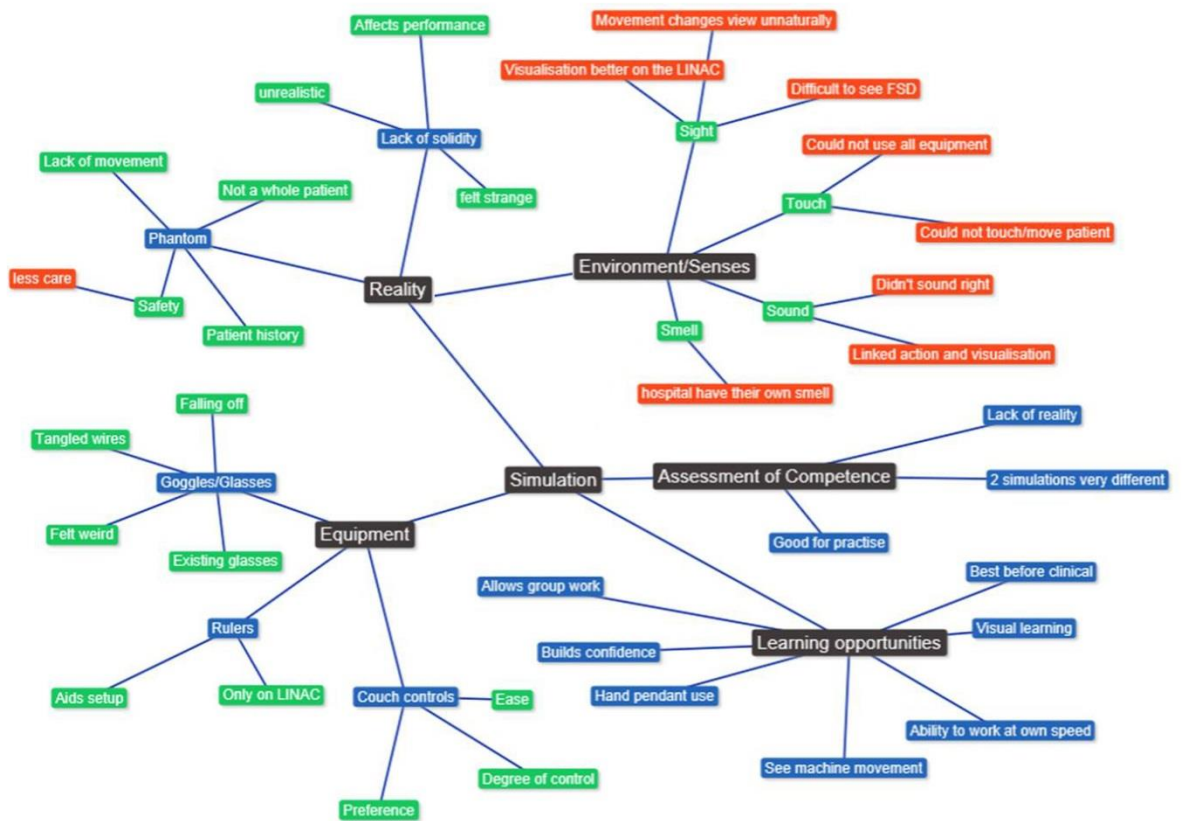 Affects performance
Movement changes view unnaturally
Visualisation better on the LINAC
unrealistic
Difficult to see FSD
Sight
Lack of solidity
Could not use all equipment
Lack of movement
Not a whole patient
felt strange
Touch
Phantom
Could not touch/move patient
Environment/Senses
less care
Reality
Didn't sound right
Safety
Sound
Patient history
Smell
Linked action and visualisation
hospital have their own smell
Falling off
Lack of reality
Tangled wires
Goggles/Glasses
Simulation
Assessment of Competence
2 simulations very different
Felt weird
Equipment
Good for practise
Existing glasses
Best before clinical
Allows group work
Rulers
Visual learning
Learning opportunities
Builds confidence
Aids setup
Only on LINAC
Couch controls
Ease
Hand pendant use
Ability to work at own speed
See machine movement
Degree of control
Preference